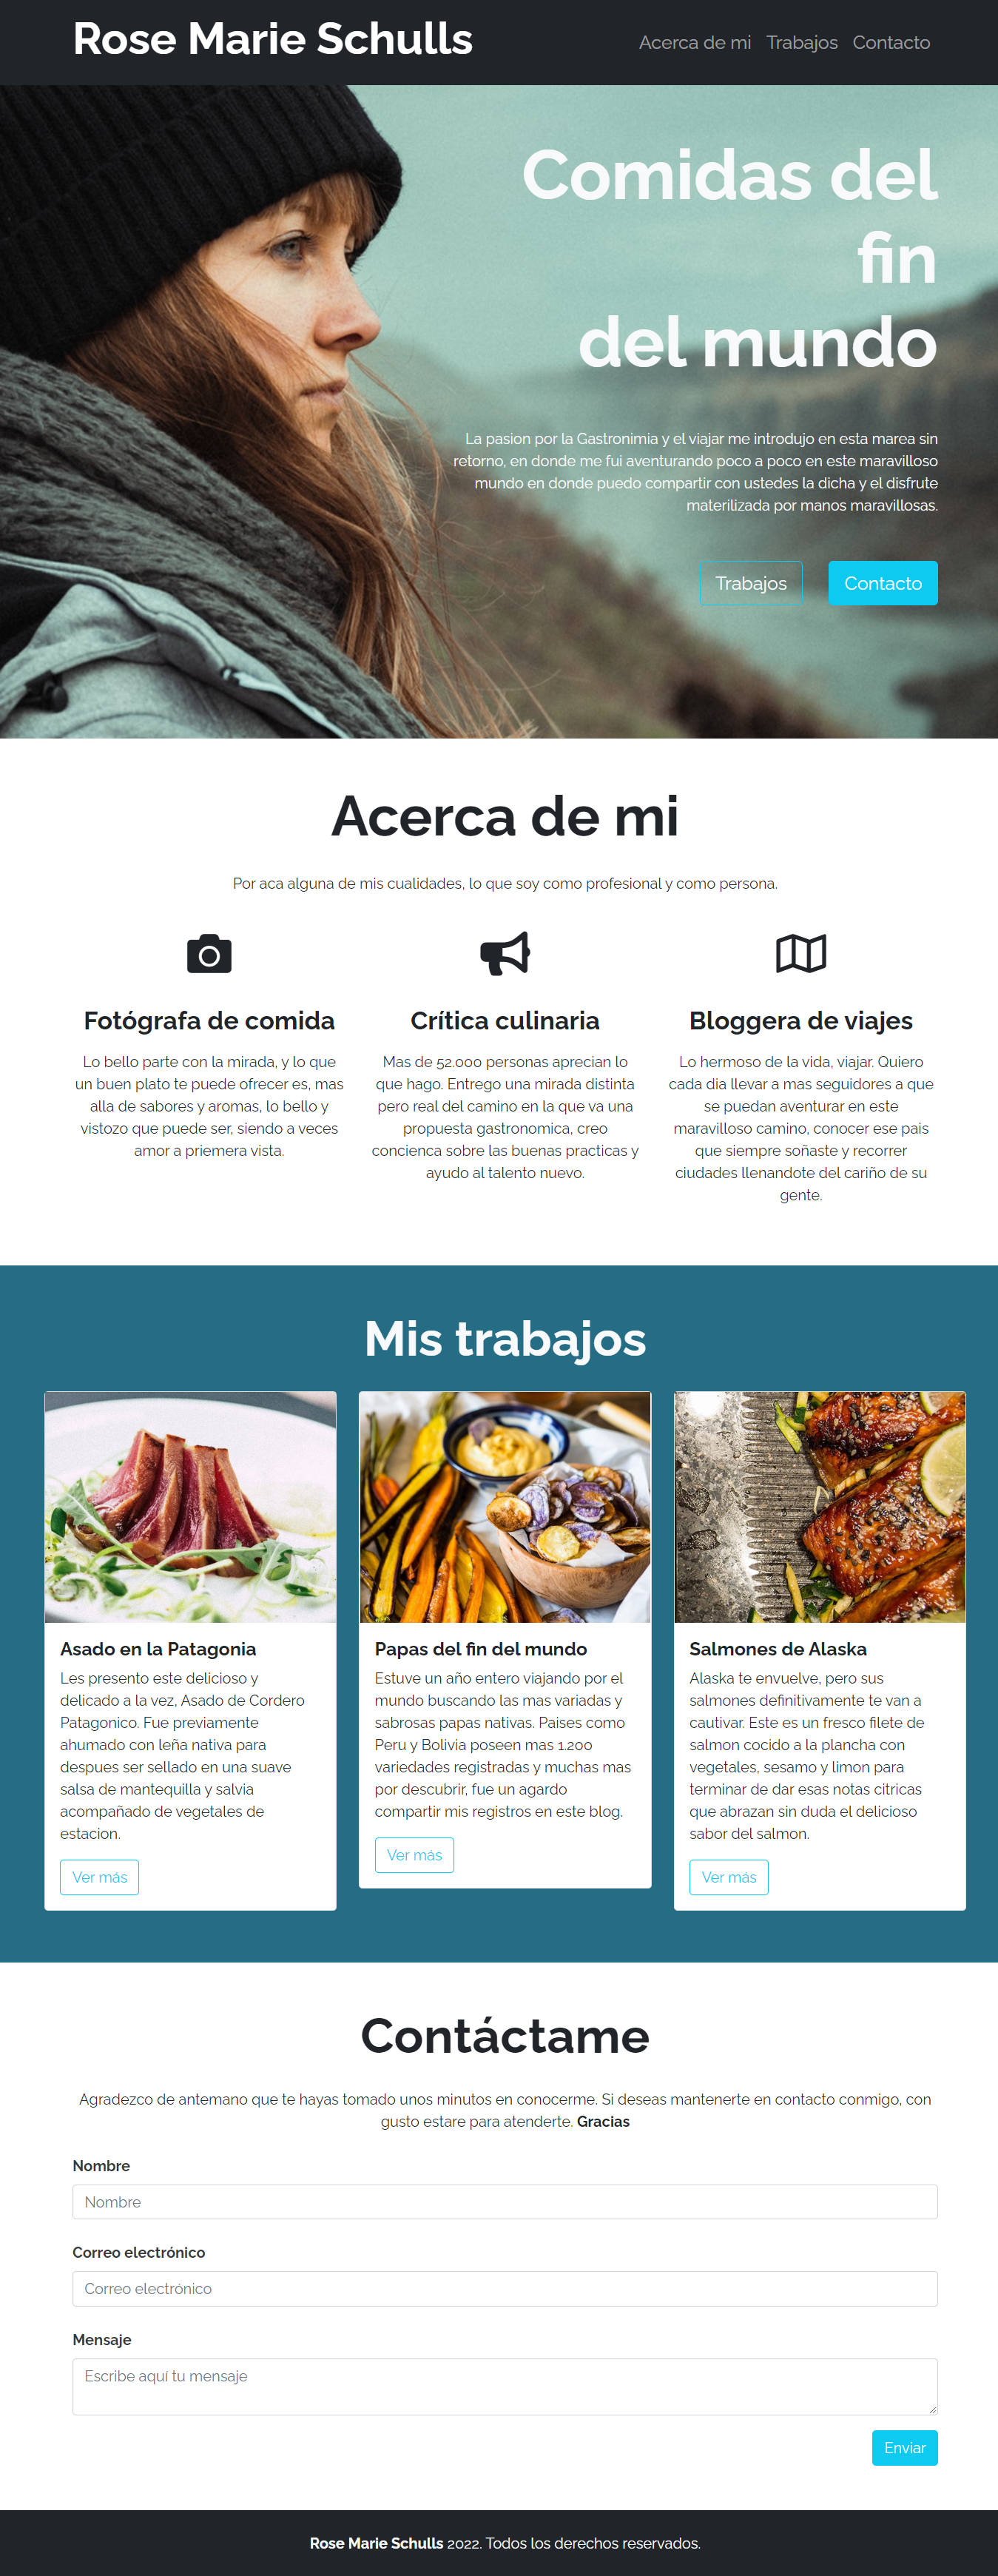 Rose Marie Schulls
Acerca de mi Trabajos Contacto
Comidas del
fin
del mundo
La pasion por la Gastronimia y el viajar me introdujo en esta marea sin
retorno, en donde me fui aventurando poco a poco en este maravilloso
mundo en donde puedo compartir con ustedes la dicha y el disfrute
materilizada por manos maravillosas.
Trabajos Contacto
Acerca de mi
Por aca alguna de mis cualidades, lo que soy como profesional y como persona.
Fotógrafa de comida
Lo bello parte con la mirada, y lo que
un buen plato te puede ofrecer es, mas
alla de sabores y aromas, lo bello y
vistozo que puede ser, siendo a veces
amor a priemera vista.
Crítica culinaria
Mas de 52.000 personas aprecian lo
que hago. Entrego una mirada distinta
pero real del camino en la que va una
propuesta gastronomica, creo
concienca sobre las buenas practicas y
ayudo al talento nuevo.
Bloggera de viajes
Lo hermoso de la vida, viajar. Quiero
cada dia llevar a mas seguidores a que
se puedan aventurar en este
maravilloso camino, conocer ese pais
que siempre soñaste y recorrer
ciudades llenandote del cariño de su
gente.
Mis trabajos
Asado en la Patagonia
Les presento este delicioso y
delicado a la vez, Asado de Cordero
Patagonico. Fue previamente
ahumado con leña nativa para
despues ser sellado en una suave
salsa de mantequilla y salvia
acompañado de vegetales de
estacion.
Ver más
Papas del fin del mundo
Estuve un año entero viajando por el
mundo buscando las mas variadas y
sabrosas papas nativas. Paises como
Peru y Bolivia poseen mas 1.200
variedades registradas y muchas mas
por descubrir, fue un agardo
compartir mis registros en este blog.
Ver más
Salmones de Alaska
Alaska te envuelve, pero sus
salmones definitivamente te van a
cautivar. Este es un fresco filete de
salmon cocido a la plancha con
vegetales, sesamo y limon para
terminar de dar esas notas citricas
que abrazan sin duda el delicioso
sabor del salmon.
Ver más
Contáctame
Agradezco de antemano que te hayas tomado unos minutos en conocerme. Si deseas mantenerte en contacto conmigo, con
gusto estare para atenderte. Gracias
Nombre
Nombre
Correo electrónico
Correo electrónico
Mensaje
Escribe aquí tu mensaje
Enviar
Rose Marie Schulls 2022. Todos los derechos reservados.